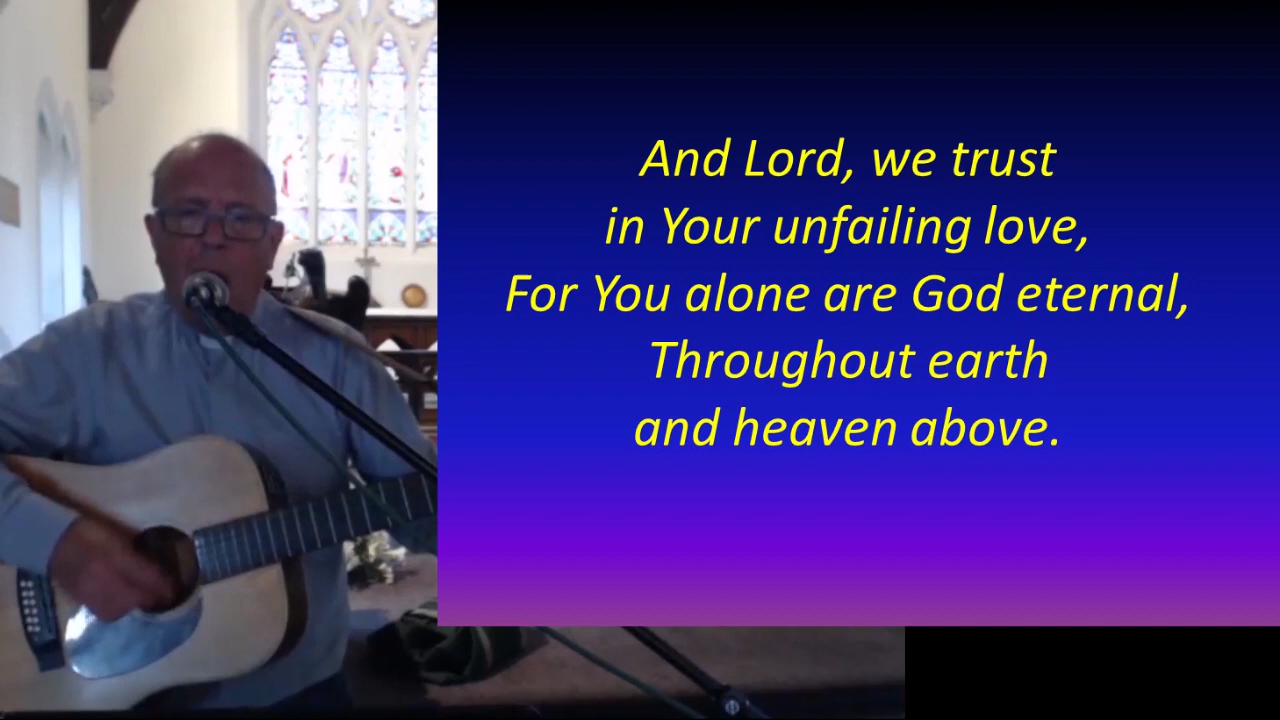 And Lord, we trust
in Your unfailing love,
For You alone are God eternal,
Throughout earth
and heaven above.